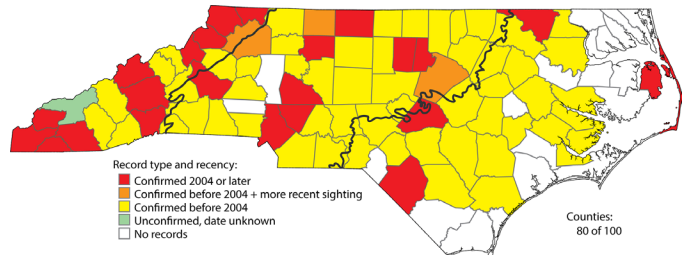 Record type and recency:
Confirmed 2004 or later
Confirmed before 2004 + more recent sighting
Confirmed before 2004
Unconfirmed, date unknown
No records
Counties:
80 of 100